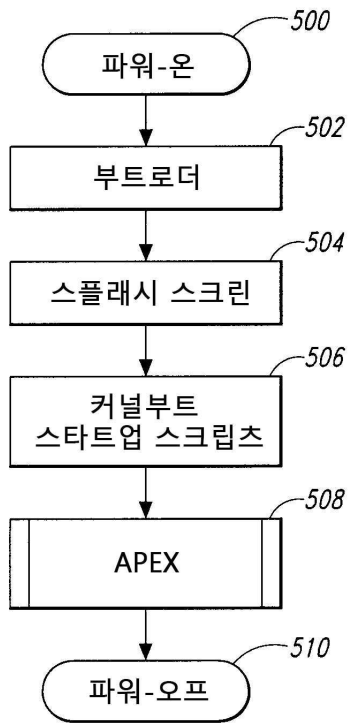 500
파워-온
502
부트로더
504
스플래시 스크린
506
커널부트
스타트업 스크립츠
508
APEX
510
파워-오프